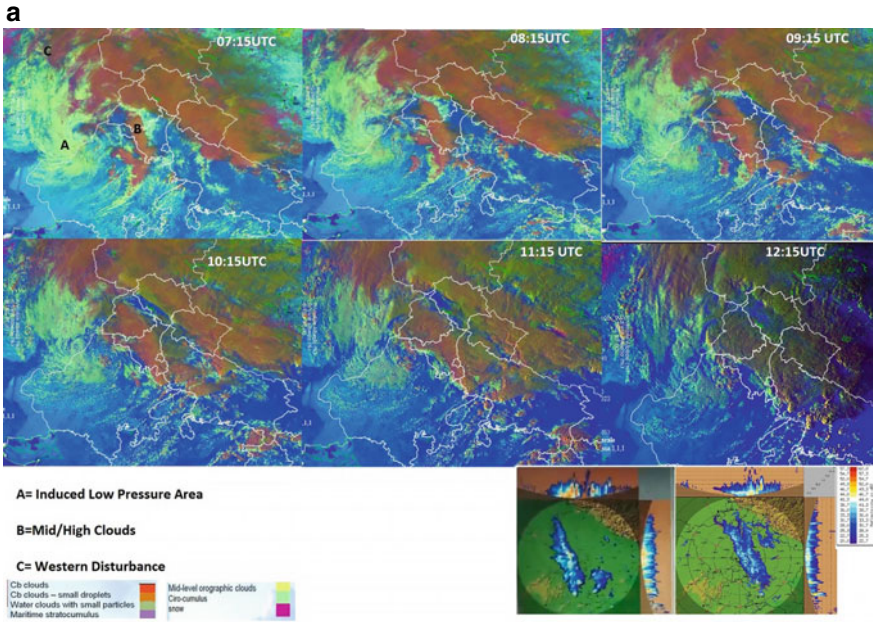 a
C
07:15UTC
08:15UTC
09:15 UTC
B
A
10:15UTC
11:15 UTC
12:15UTC
A= Induced Low Pressure Area
B=Mid/High Clouds
C= Western Disturbance
Cb clouds
Cb clouds – small droplets
Water clouds with small particles
Maritime stratocumulus
Mid-level orographic clouds
Ciro-cumulus
snow